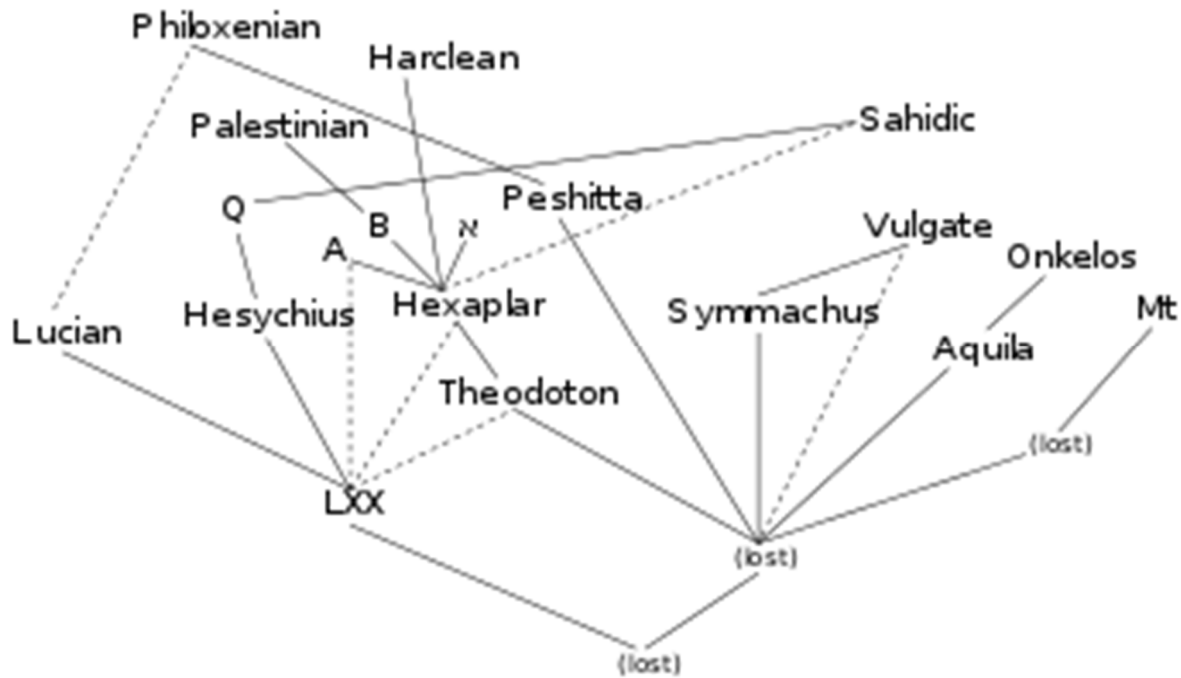 Philoxenian
Harclean
Palestinian
Sahidic
Q
Peshitta
B
א
Vulgate
A
Onkelos
Hexaplar
Mt
Symmachus
Hesychius
Lucian
Aquila
Theodoton
(lost)
LXX
(lost)
(lost)